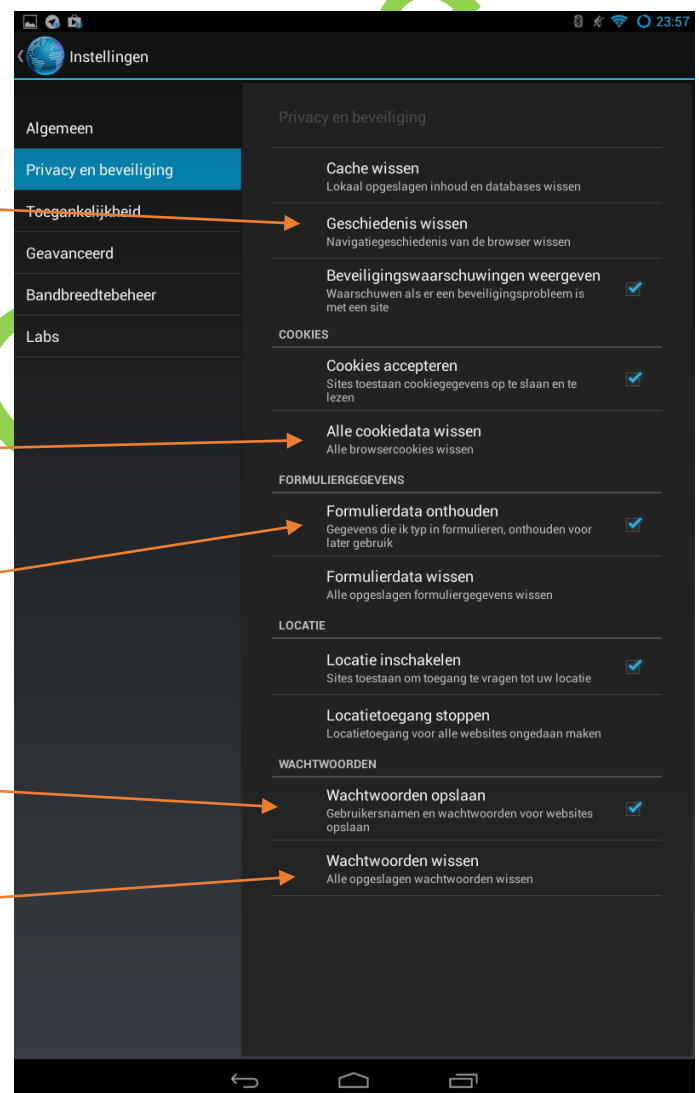 23:57
Instellingen
Algemeen
Privacy en beveiliging
Toegankelijkheid
Geavanceerd
Bandbreedtebeheer
Labs
Privacy en beveiliging
Cache wissen
Lokaal opgeslagen inhoud en databases wissen
Geschiedenis wissen
Navigatiegeschiedenis van de browser wissen
Beveiligingswaarschuwingen weergeven
Waarschuwen als er een beveiligingsprobleem is
met een site
COOKIES
Cookies accepteren
Sites toestaan cookiegegevens op te slaan en te
lezen
Alle cookiedata wissen
Alle browsercookies wissen
FORMULIERGEGEVENS
Formulierdata onthouden
Gegevens die ik typ in formulieren, onthouden voor
later gebruik
Formulierdata wissen
Alle opgeslagen formuliergegevens wissen
LOCATIE
Locatie inschakelen
Sites toestaan om toegang te vragen tot uw locatie
Locatietoegang stoppen
Locatietoegang voor alle websites ongedaan maken
WACHTWOORDEN
Wachtwoorden opslaan
Gebruikersnamen en wachtwoorden voor websites
opslaan
Wachtwoorden wissen
Alle opgeslagen wachtwoorden wissen